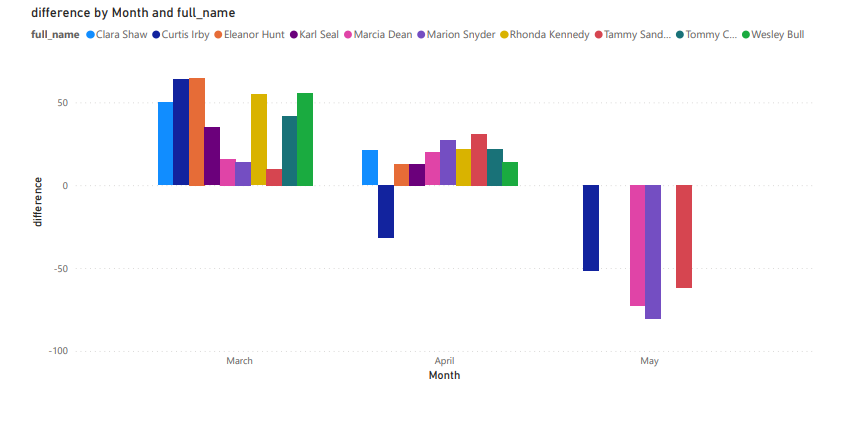 difference by Month and full_name
full_name Clara Shaw Curtis Irby Eleanor Hunt Karl Seal Marcia Dean Marion Snyder Rhonda Kennedy Tammy Sand... Tommy C... Wesley Bull
50
0
-50
-100
difference
March April May
Month